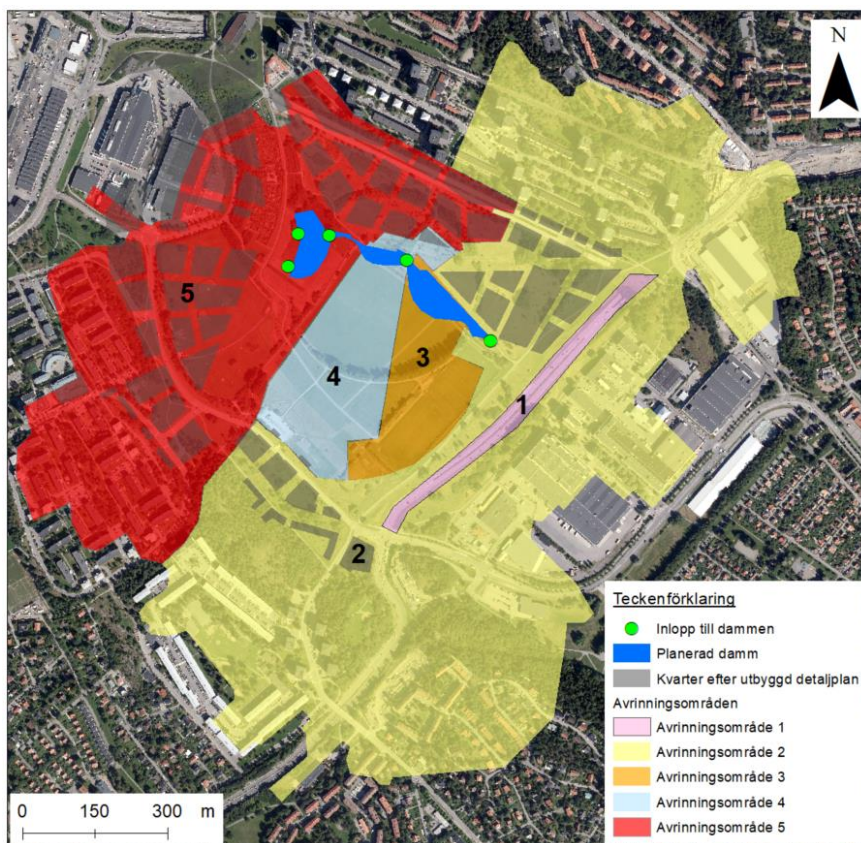 N
5
4
3
1
2
Teckenförklaring
Inlopp till dammen
Planerad damm
Kvarter efter utbyggd detaljplan
Avrinningsområden
Avrinningsområde 1
Avrinningsområde 2
Avrinningsområde 3
Avrinningsområde 4
Avrinningsområde 5
0 150 300 m